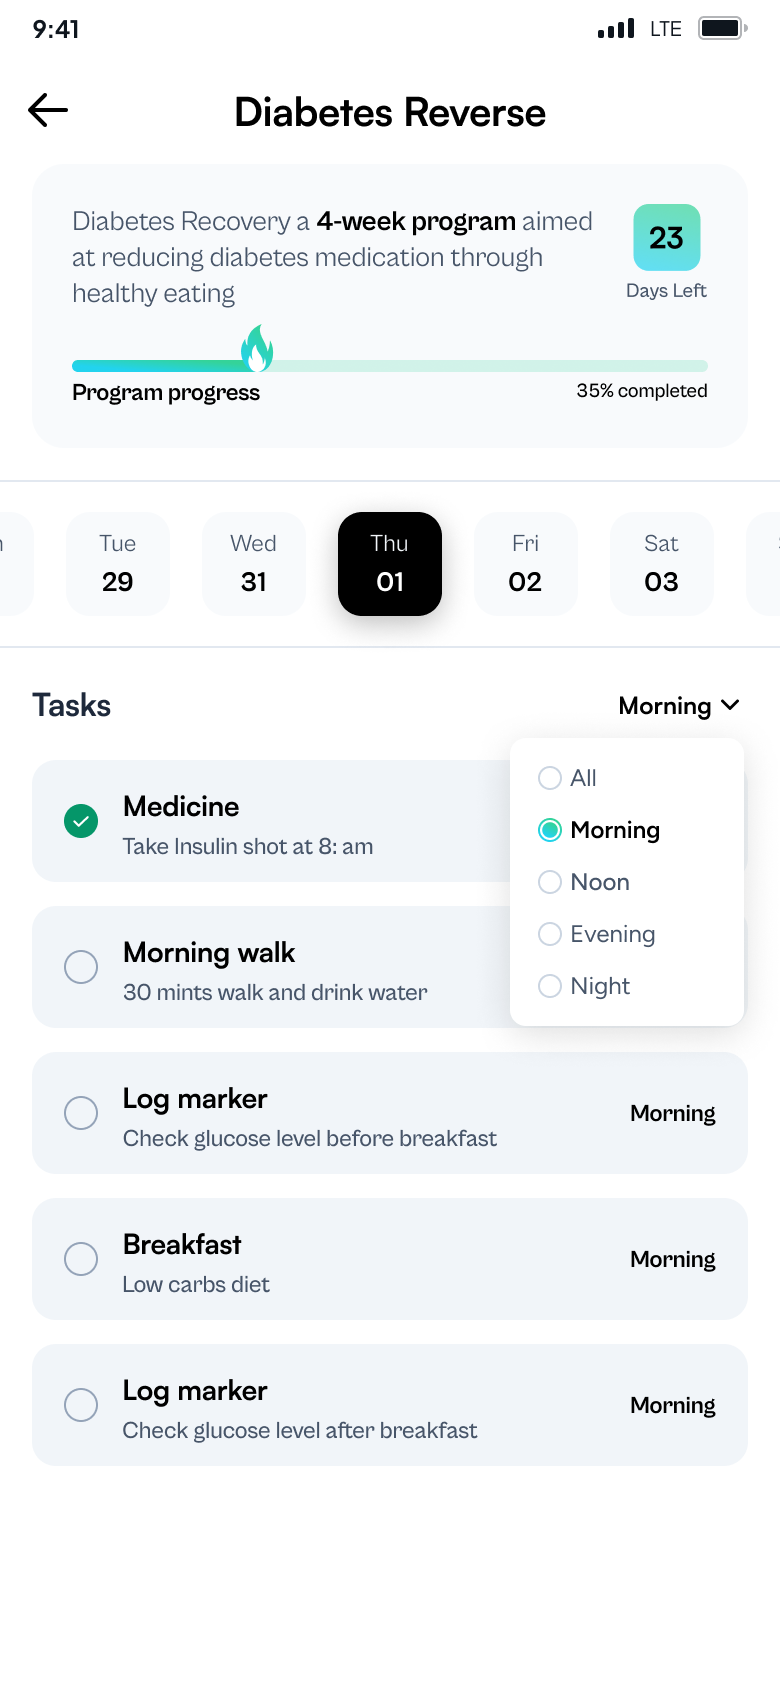 9:41
LTE
Diabetes Reverse
Diabetes Recovery a 4-week program aimed
at reducing diabetes medication through
healthy eating
23
Days Left
Program progress
35% completed
Tue
29
Wed
31
Thu
01
Fri
02
Sat
03
Tasks
Morning
All
Morning
Noon
Evening
Night
Medicine
Take Insulin shot at 8: am
Morning walk
30 mints walk and drink water
Log marker
Check glucose level before breakfast
Morning
Breakfast
Low carbs diet
Morning
Log marker
Check glucose level after breakfast
Morning